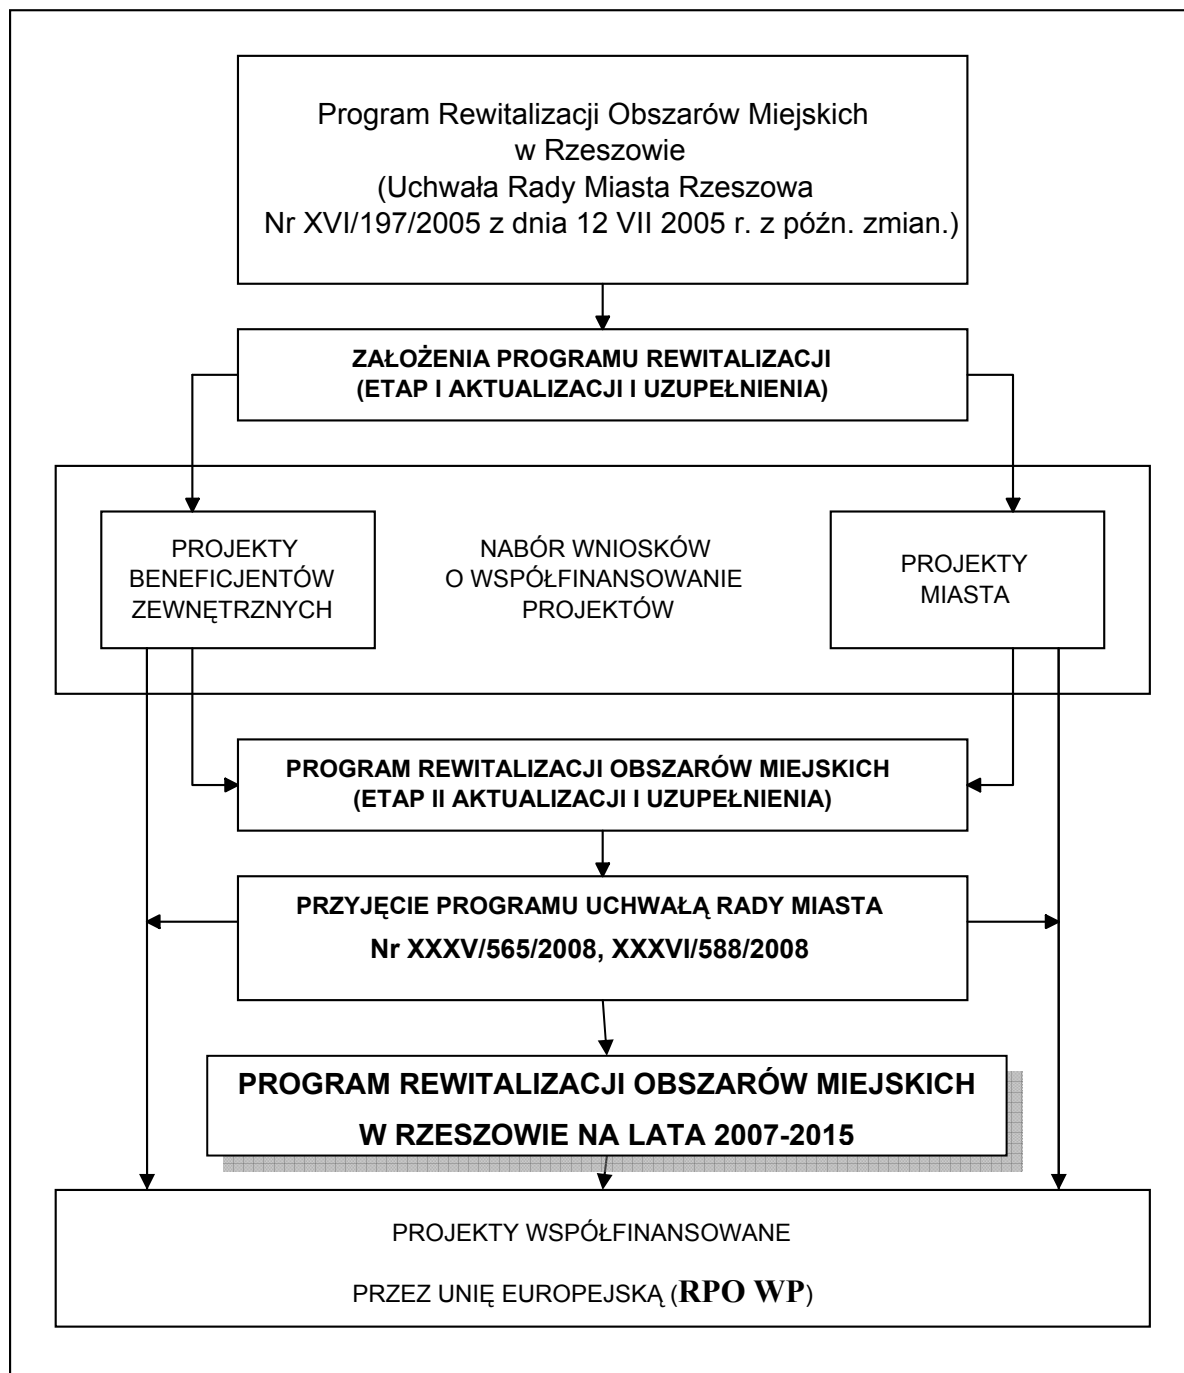 Program Rewitalizacji Obszarów Miejskich
w Rzeszowie
(Uchwała Rady Miasta Rzeszowa
Nr XVI/197/2005 z dnia 12 VII 2005 r. z późn. zmian.)
ZAŁOŻENIA PROGRAMU REWITALIZACJI
(ETAP I AKTUALIZACJI I UZUPEŁNIENIA)
PROJEKTY
BENEFICJENTÓW
ZEWNĘTRZNYCH
NABÓR WNIOSKÓW
O WSPÓŁFINANSOWANIE
PROJEKTÓW
PROJEKTY
MIASTA
PROGRAM REWITALIZACJI OBSZARÓW MIEJSKICH
(ETAP II AKTUALIZACJI I UZUPEŁNIENIA)
PRZYJĘCIE PROGRAMU UCHWAŁĄ RADY MIASTA
Nr XXXV/565/2008, XXXVI/588/2008
PROGRAM REWITALIZACJI OBSZARÓW MIEJSKICH
W RZESZOWIE NA LATA 2007-2015
PROJEKTY WSPÓŁFINANSOWANE
PRZEZ UNIĘ EUROPEJSKĄ (RPO WP)